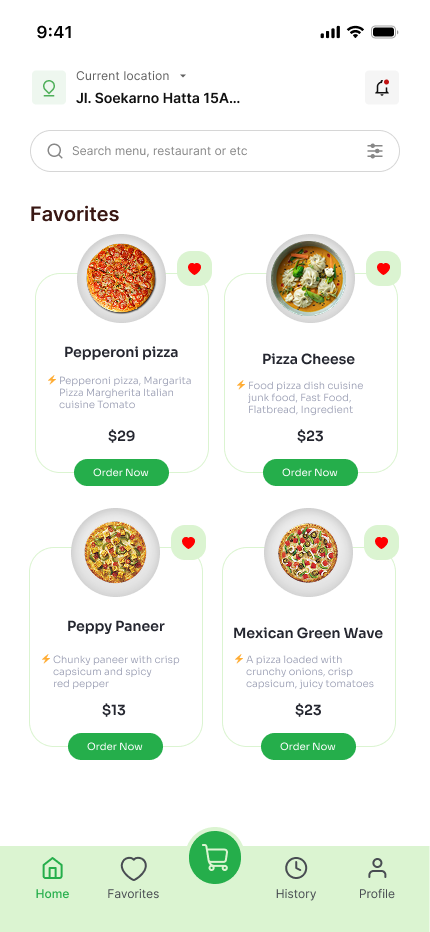 9:41
Current location
Jl. Soekarno Hatta 15A...
Search menu, restaurant or etc
Favorites
Pepperoni pizza
Pepperoni pizza, Margarita
Pizza Margherita Italian
cuisine Tomato
$29
Order Now
Pizza Cheese
Food pizza dish cuisine
junk food, Fast Food,
Flatbread, Ingredient
$23
Order Now
Peppy Paneer
Chunky paneer with crisp
capsicum and spicy
red pepper
$13
Order Now
Mexican Green Wave
A pizza loaded with
crunchy onions, crisp
capsicum, juicy tomatoes
$23
Order Now
Home
Favorites
History
Profile